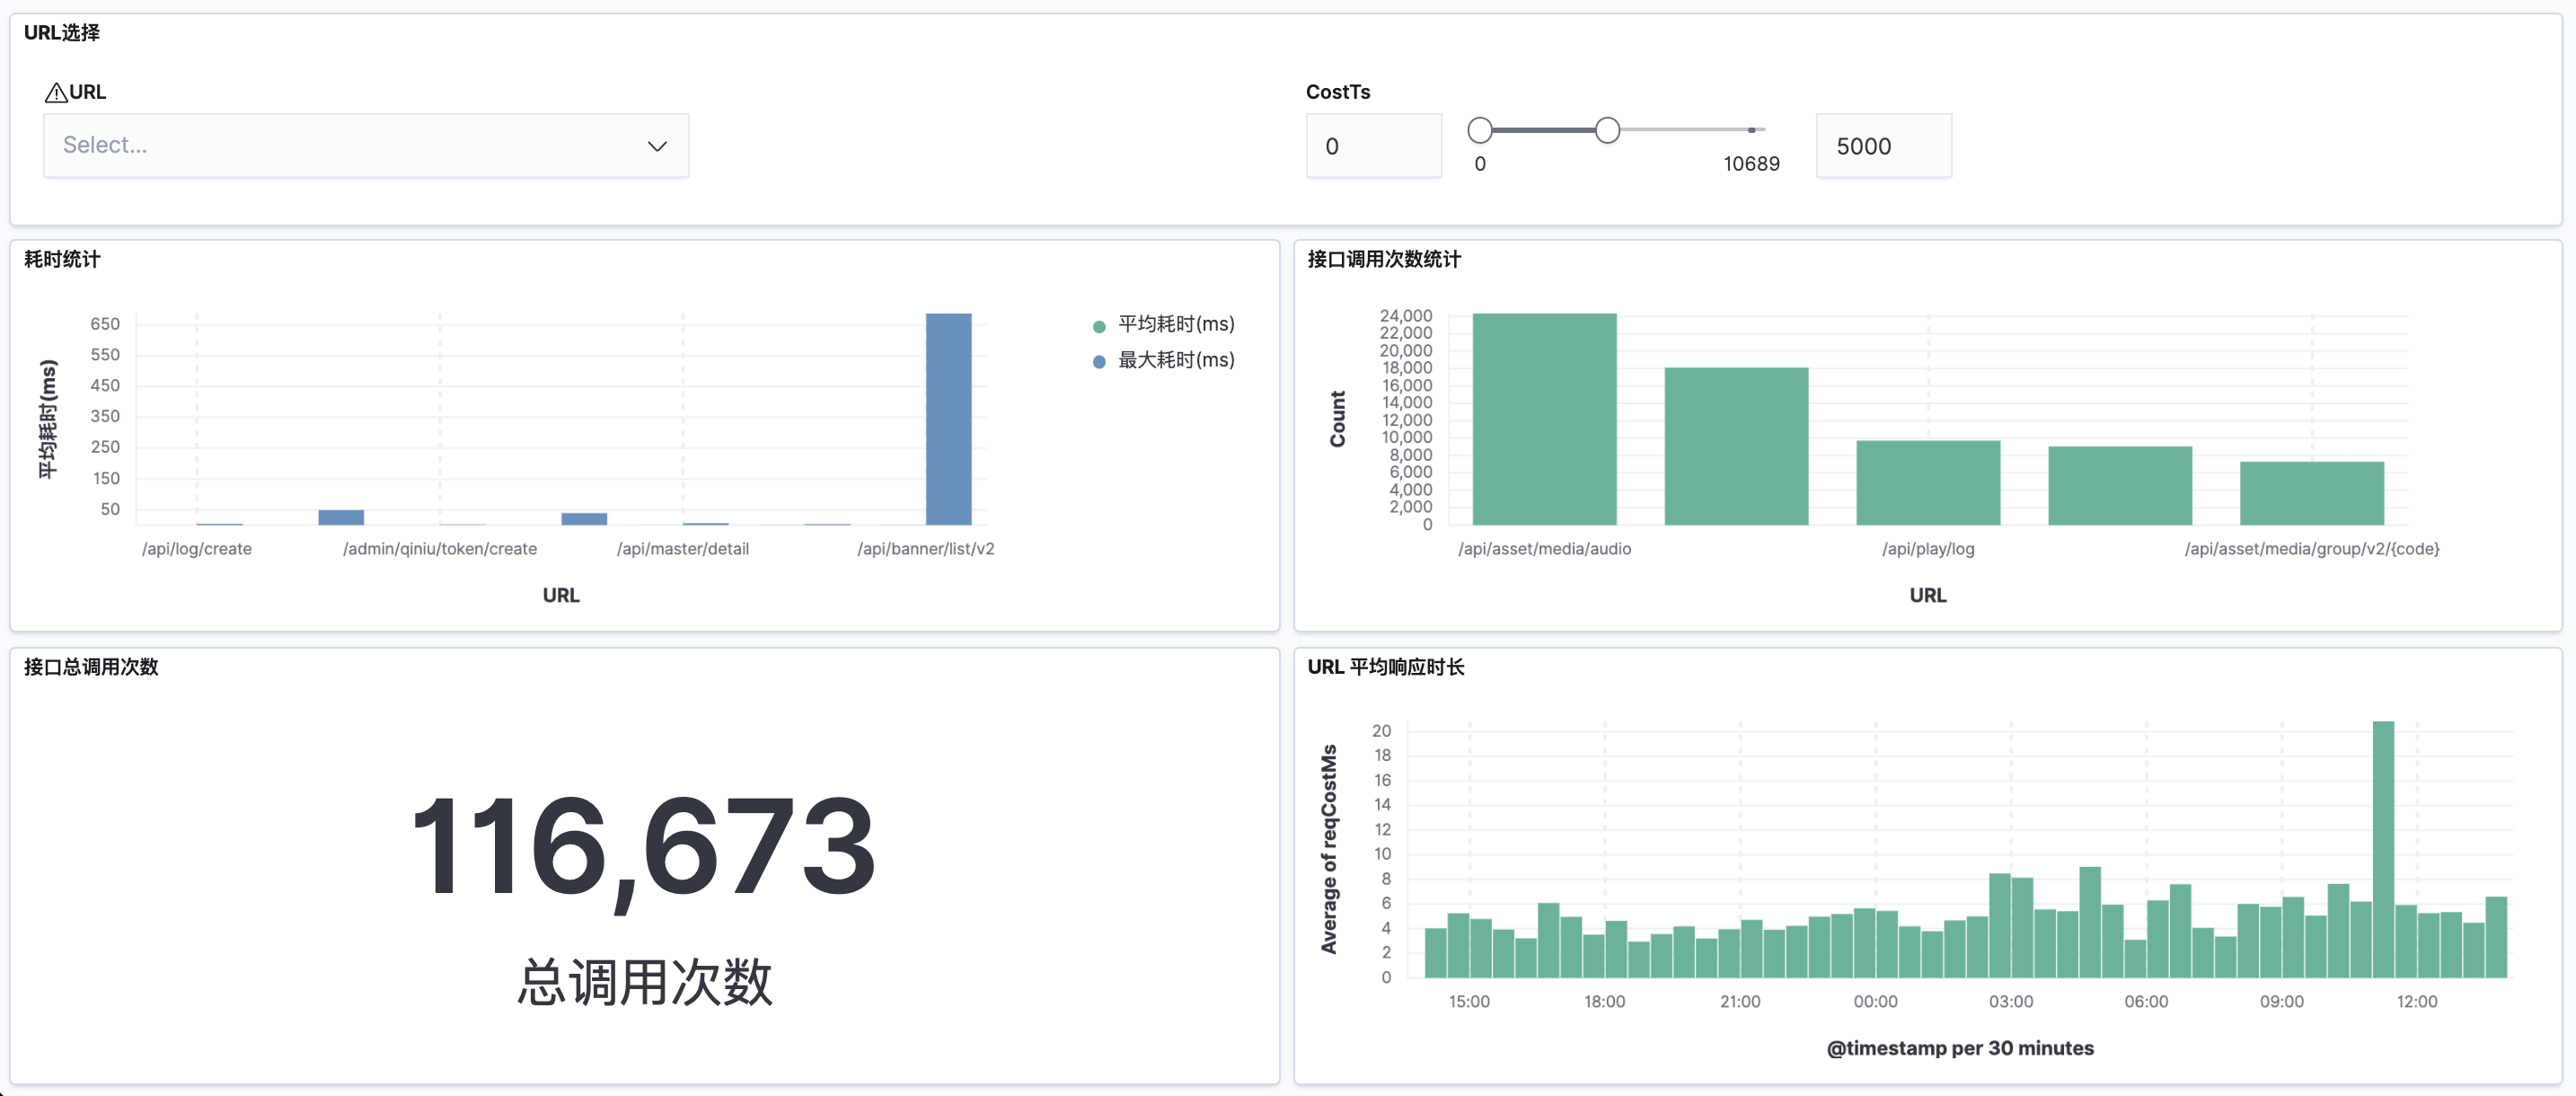 URL选择
URL
Select...
CostTs
0
0
10689
5000
耗时统计
平均耗时(ms)
650
550
450
350
250
150
50
/api/log/create
/admin/qiniu/token/create
/api/master/detail
/api/banner/list/v2
URL
平均耗时(ms)
最大耗时(ms)
接口调用次数统计
Count
24,000
22,000
20,000
18,000
16,000
14,000
12,000
10,000
8,000
6,000
4,000
2,000
0
/api/asset/media/audio
/api/play/log
/api/asset/media/group/v2/{code}
URL
接口总调用次数
116,673
总调用次数
URL 平均响应时长
Average of reqCostMs
20
18
16
14
12
10
8
6
4
2
0
15:00
18:00
21:00
00:00
03:00
06:00
09:00
12:00
@timestamp per 30 minutes